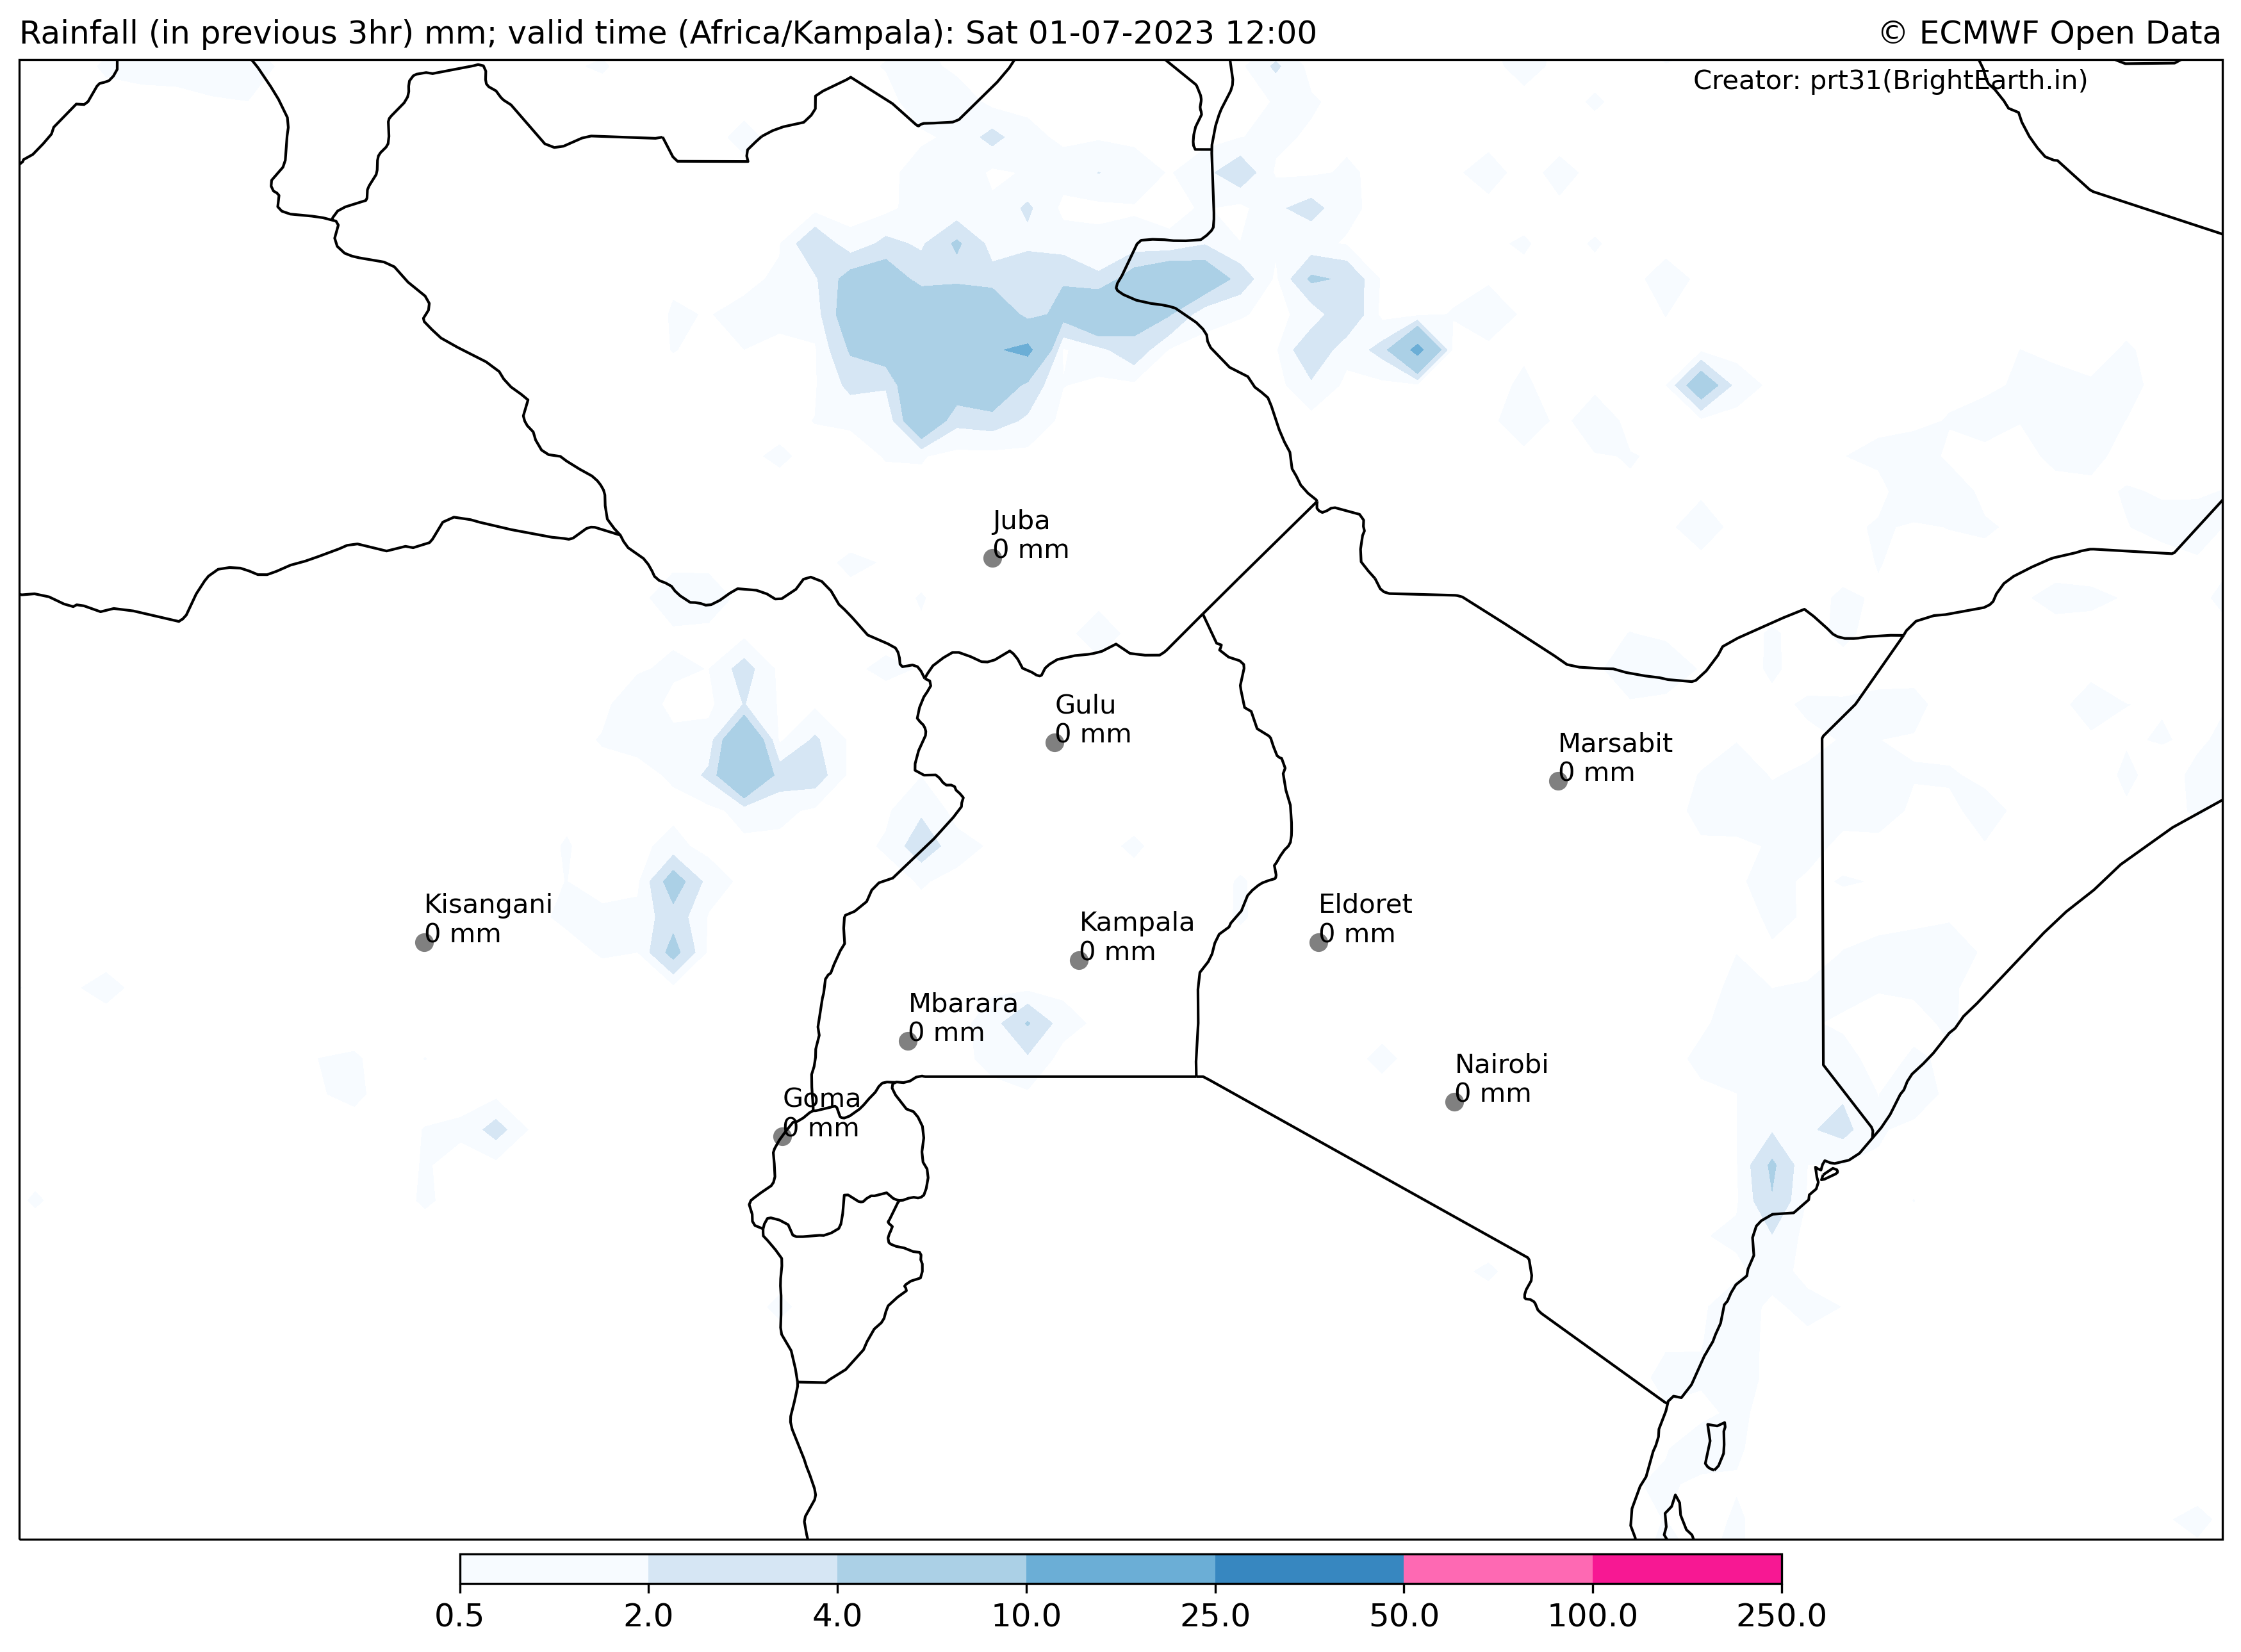 Rainfall (in previous 3hr) mm; valid time (Africa/Kampala): Sat 01-07-2023 12:00
© ECMWF Open Data
Creator: prt31(BrightEarth.in)
Juba
0 mm
Gulu
0 mm
Marsabit
0 mm
Kisangani
0 mm
Eldoret
0 mm
Kampala
0 mm
Mbarara
0 mm
Nairobi
0 mm
Goma
0 mm
0.5 2.0 4.0 10.0 25.0 50.0 100.0 250.0